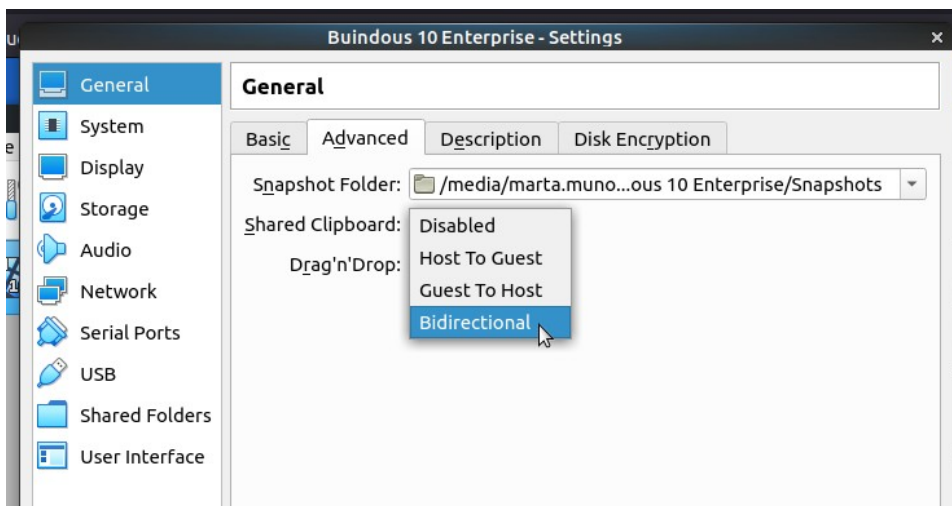 Buindous 10 Enterprise - Settings
General
System
Display
Storage
Audio
Network
Serial Ports
USB
Shared Folders
User Interface
General
Basic
Advanced
Description
Disk Encryption
Snapshot Folder: /media/marta.muno...ous 10 Enterprise/Snapshots
Shared Clipboard:
Drag'n'Drop:
Disabled
Host To Guest
Guest To Host
Bidirectional